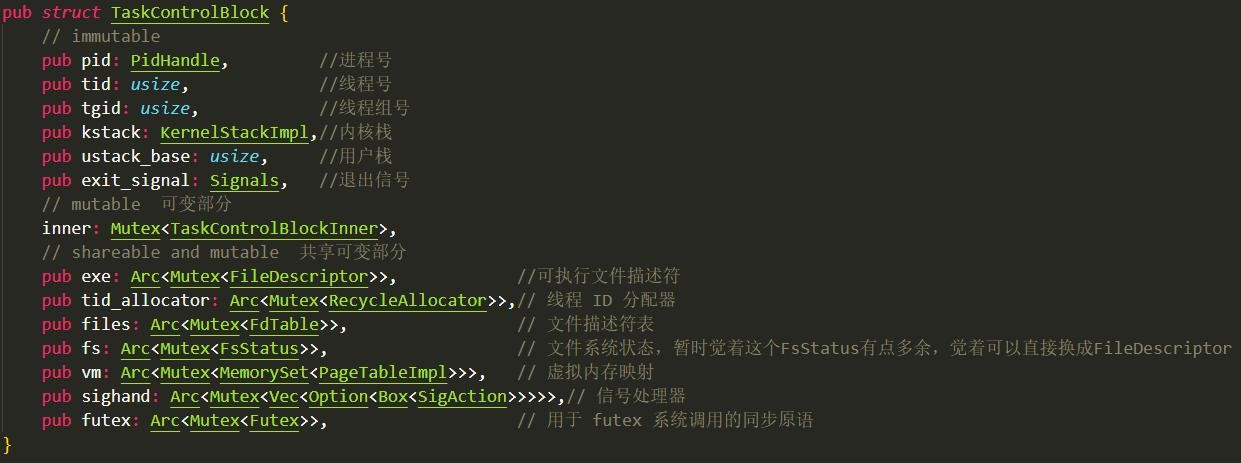 pub struct TaskControlBlock {
    // immutable
    pub pid: PidHandle,         //进程号
    pub tid: usize,             //线程号
    pub tgid: usize,            //线程组号
    pub kstack: KernelStackImpl,//内核栈
    pub ustack_base: usize,     //用户栈
    pub exit_signal: Signals,   //退出信号
    // mutable  可变部分
    inner: Mutex<TaskControlBlockInner>,
    // shareable and mutable  共享可变部分
    pub exe: Arc<Mutex<FileDescriptor>>,            //可执行文件描述符
    pub tid_allocator: Arc<Mutex<RecycleAllocator>>,// 线程 ID 分配器
    pub files: Arc<Mutex<FdTable>>,                 // 文件描述符表
    pub fs: Arc<Mutex<FsStatus>>,                   // 文件系统状态，暂时觉着这个FsStatus有点多余，觉着可以直接换成FileDescriptor
    pub vm: Arc<Mutex<MemorySet<PageTableImpl>>>,   // 虚拟内存映射
    pub sighand: Arc<Mutex<Vec<Option<Box<SigAction>>>>>,// 信号处理器
    pub futex: Arc<Mutex<Futex>>,                   // 用于 futex 系统调用的同步原语
}